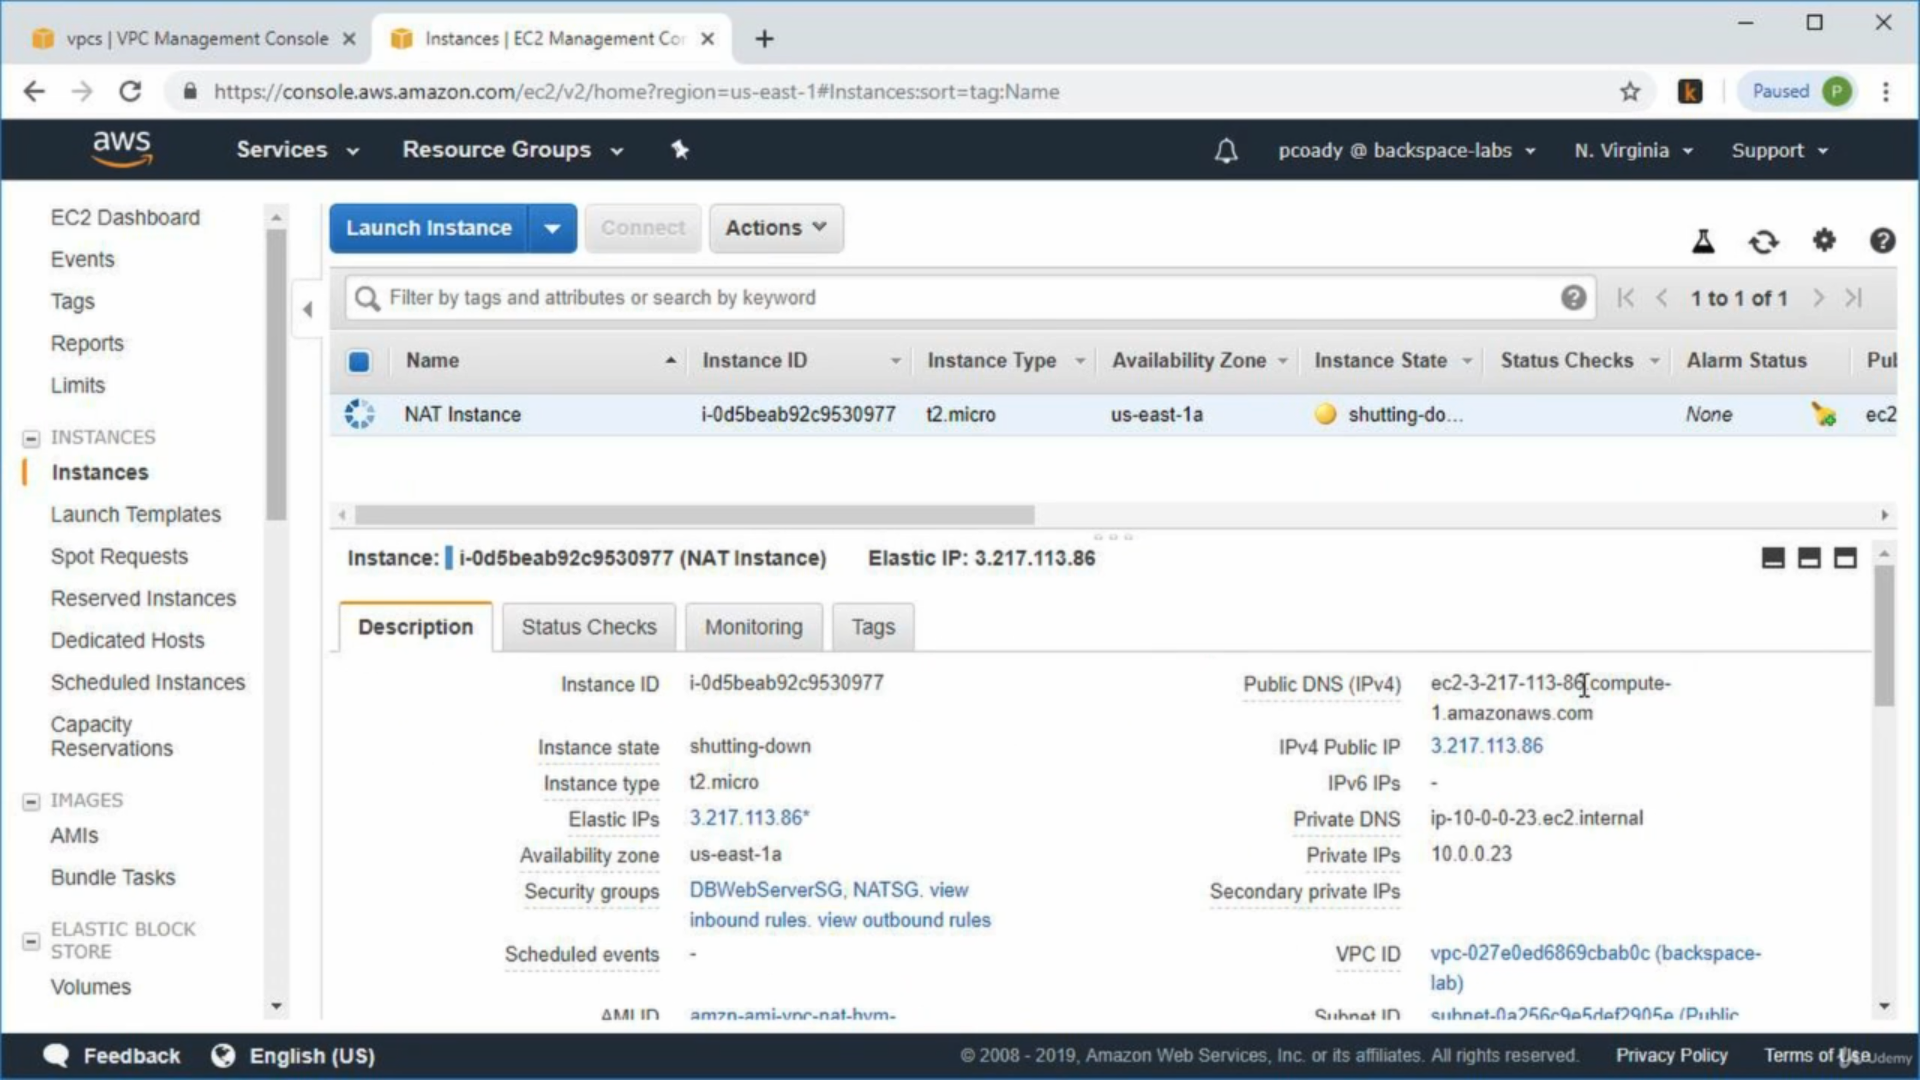 vpcs | VPC Management Console
Instances | EC2 Management Co
https://console.aws.amazon.com/ec2/v2/home?region=us-east-1#Instances:sort=tag:Name
k
Paused
P
aws
Services
Resource Groups
pcoady @ backspace-labs
N. Virginia
Support
EC2 Dashboard
Events
Tags
Reports
Limits
INSTANCES
Instances
Launch Templates
Spot Requests
Reserved Instances
Dedicated Hosts
Scheduled Instances
Capacity
Reservations
IMAGES
AMIs
Bundle Tasks
ELASTIC BLOCK
STORE
Volumes
Launch Instance
Connect
Actions
Filter by tags and attributes or search by keyword
1 to 1 of 1
Name Instance ID Instance Type Availability Zone Instance State Status Checks Alarm Status Pub
NAT Instance i-0d5beab92c9530977 t2.micro us-east-1a shutting-do... None ec2
Instance: i-0d5beab92c9530977 (NAT Instance) Elastic IP: 3.217.113.86
Description
Status Checks
Monitoring
Tags
Instance ID i-0d5beab92c9530977
Instance state shutting-down
Instance type t2.micro
Elastic IPs 3.217.113.86*
Availability zone us-east-1a
Security groups DBWebServerSG, NATSG. view
inbound rules. view outbound rules
Scheduled events -
AMI ID amzn-ami-vpc-nat-hvm-
Public DNS (IPv4) ec2-3-217-113-86.compute-
1.amazonaws.com
IPv4 Public IP 3.217.113.86
IPv6 IPs -
Private DNS ip-10-0-0-23.ec2.internal
Private IPs 10.0.0.23
Secondary private IPs
VPC ID vpc-027e0ed6869cbab0c (backspace-
lab)
Subnet ID subnet-0a256c9e5def2905e (Public
Feedback
English (US)
© 2008 - 2019, Amazon Web Services, Inc. or its affiliates. All rights reserved.
Privacy Policy
Terms of Use
Udemy